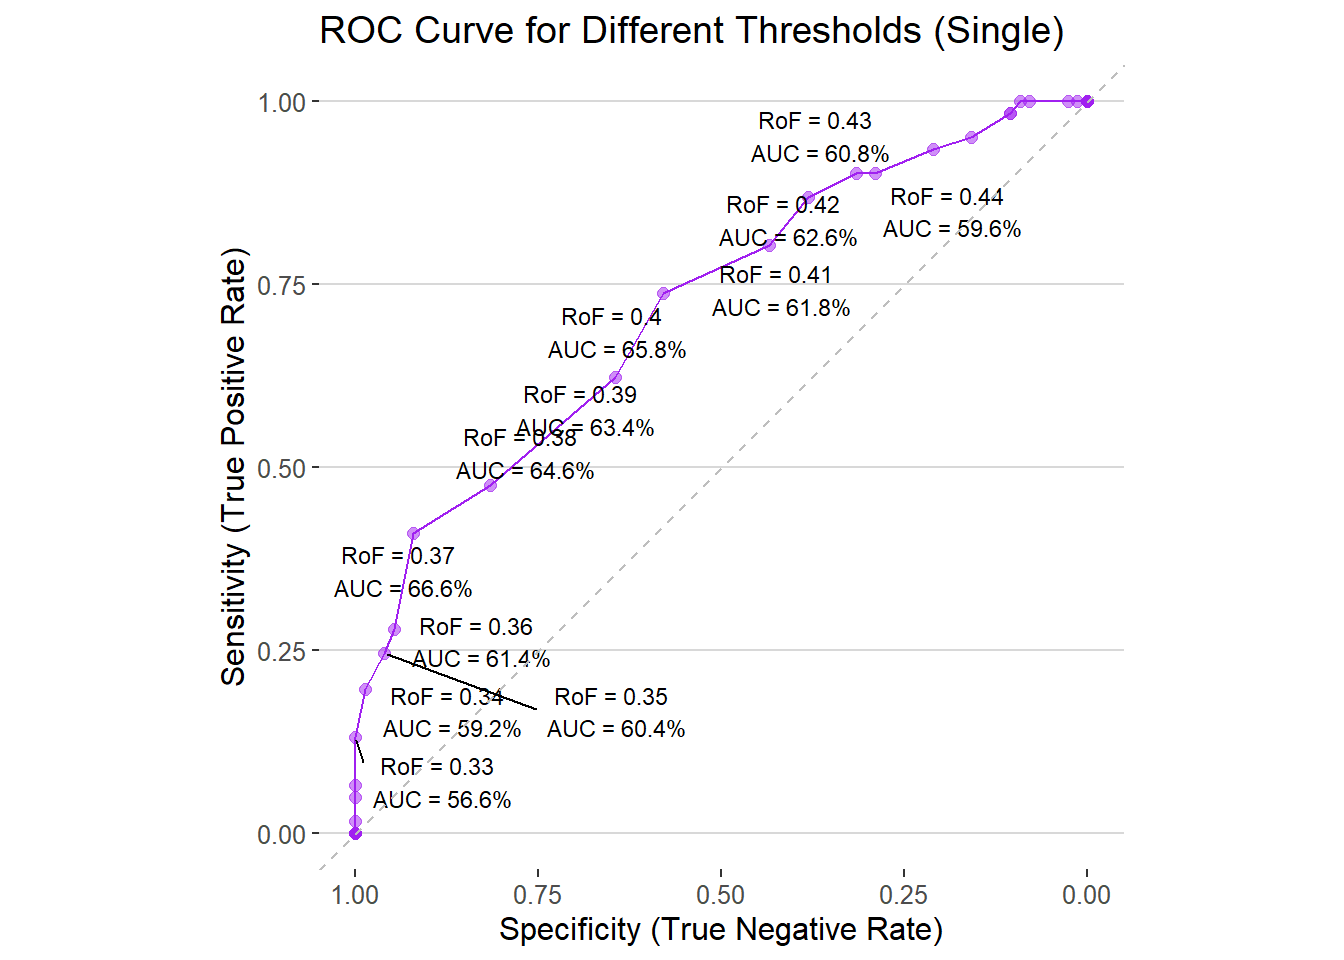 ROC Curve for Different Thresholds (Single)
Sensitivity (True Positive Rate)
1.00
0.75
0.50
0.25
0.00
RoF = 0.43
AUC = 60.8%
RoF = 0.44
AUC = 59.6%
RoF = 0.42
AUC = 62.6%
RoF = 0.41
AUC = 61.8%
RoF = 0.4
AUC = 65.8%
RoF = 0.39
AUC = 63.4%
RoF = 0.38
AUC = 64.6%
RoF = 0.37
AUC = 66.6%
RoF = 0.36
AUC = 61.4%
RoF = 0.34
AUC = 59.2%
RoF = 0.35
AUC = 60.4%
RoF = 0.33
AUC = 56.6%
1.00
0.75
0.50
0.25
0.00
Specificity (True Negative Rate)